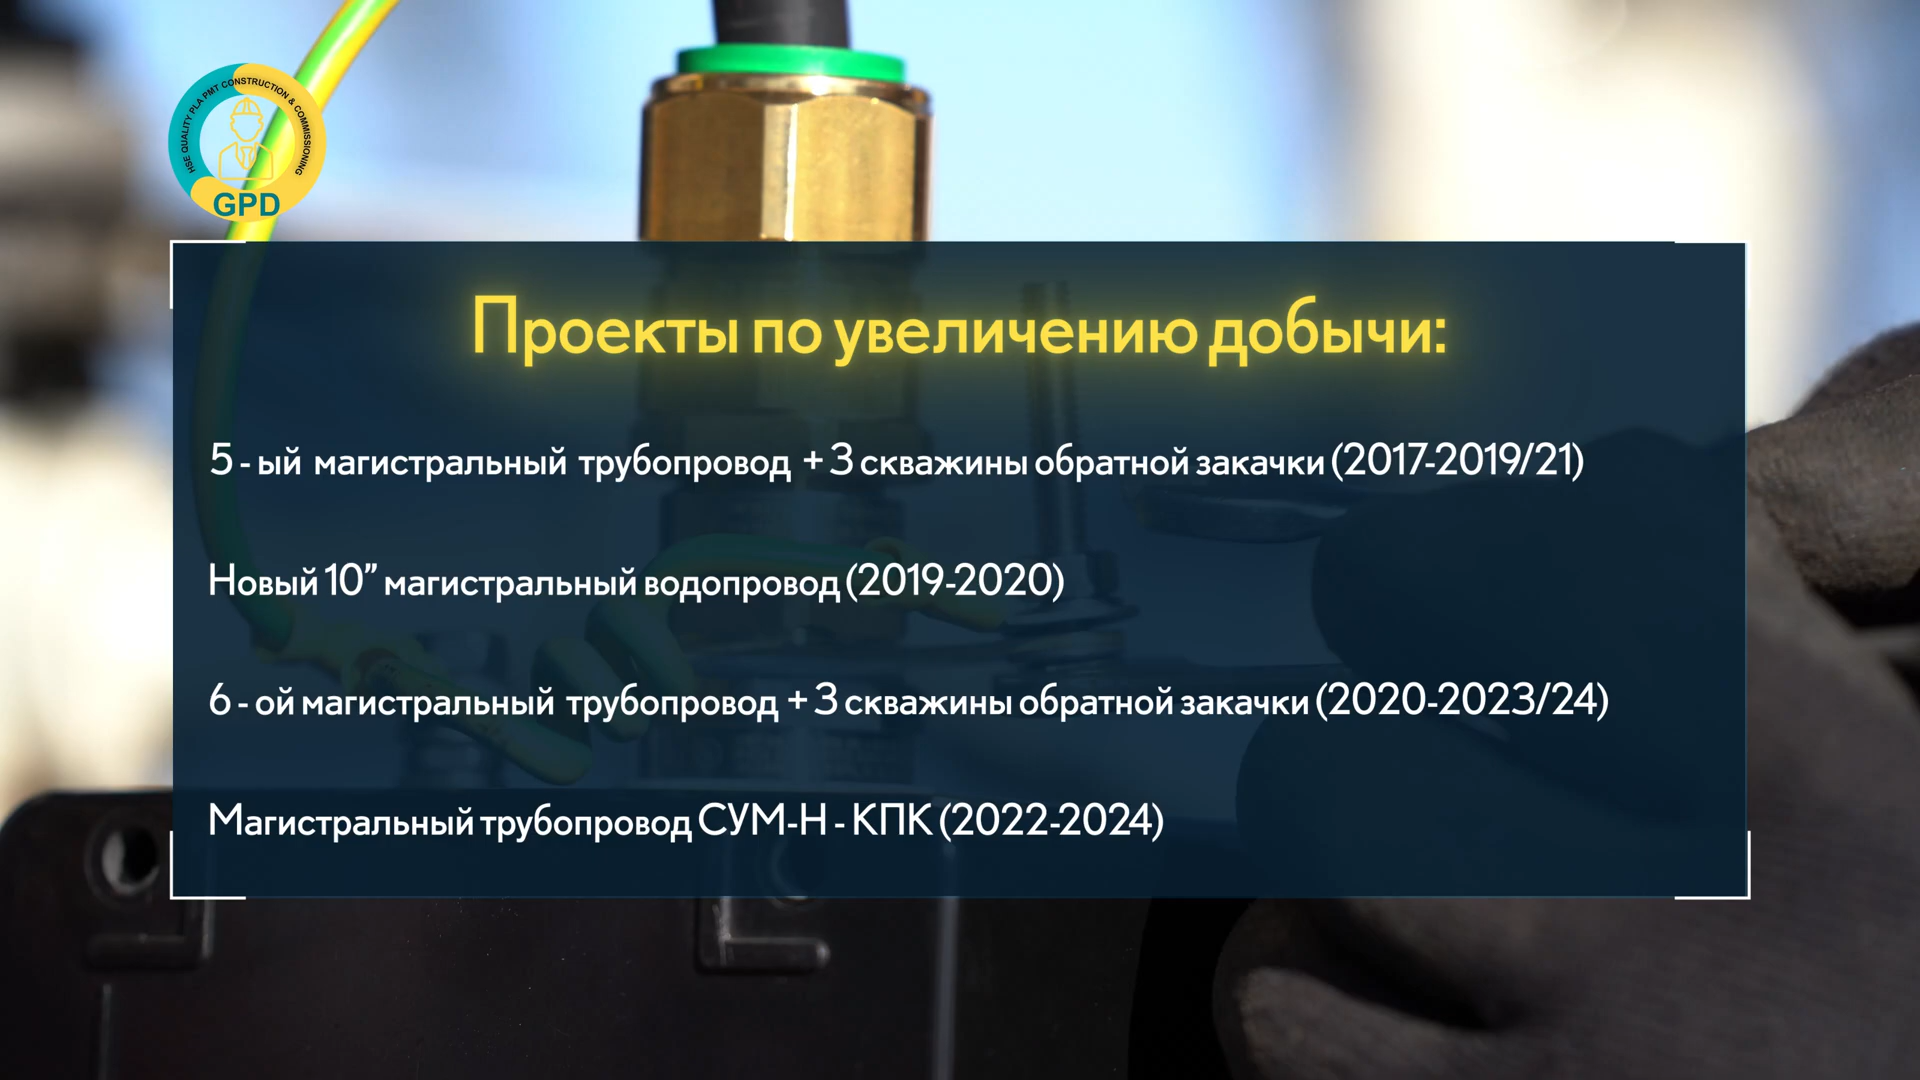 HSE QUALITY PLA PMT CONSTRUCTION & COMMISSIONING
GPD
Проекты по увеличению добычи:
5 - ый магистральный трубопровод + 3 скважины обратной закачки (2017-2019/21)
Новый 10” магистральный водопровод (2019-2020)
6 - ой магистральный трубопровод + 3 скважины обратной закачки (2020-2023/24)
Магистральный трубопровод СУМ-Н - КПК (2022-2024)